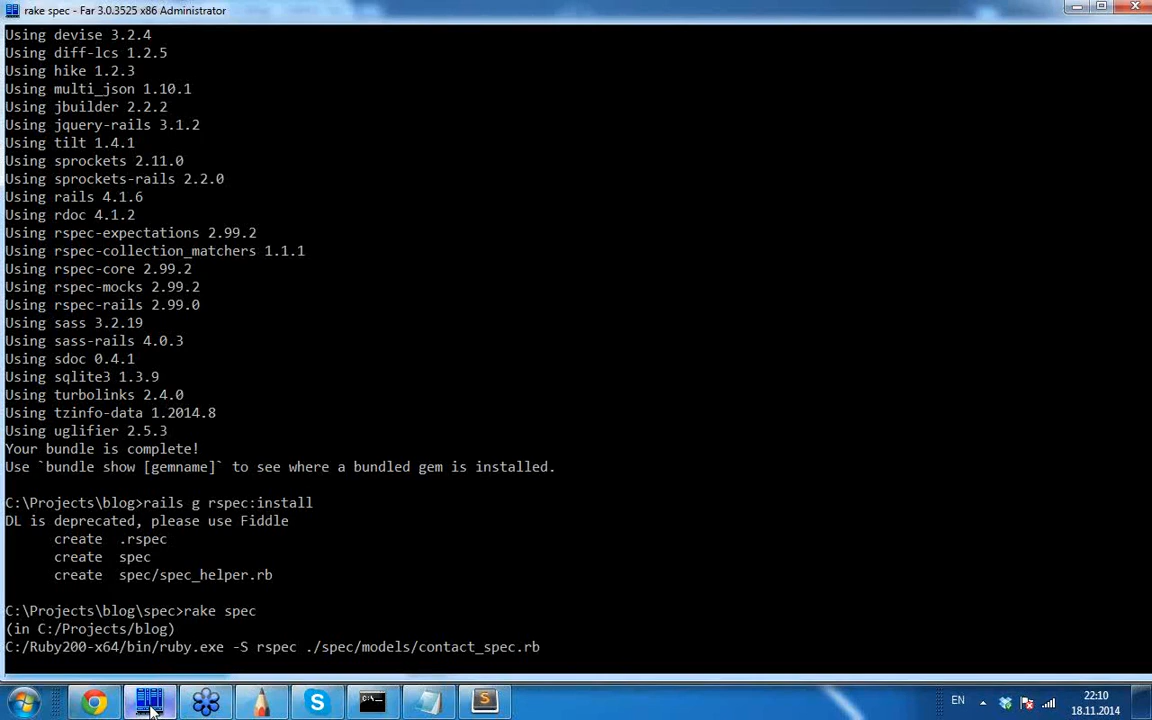 rake spec - Far 3.0.3525 x86 Administrator
Using devise 3.2.4
Using diff-lcs 1.2.5
Using hike 1.2.3
Using multi_json 1.10.1
Using jbuilder 2.2.2
Using jquery-rails 3.1.2
Using tilt 1.4.1
Using sprockets 2.11.0
Using sprockets-rails 2.2.0
Using rails 4.1.6
Using rdoc 4.1.2
Using rspec-expectations 2.99.2
Using rspec-collection_matchers 1.1.1
Using rspec-core 2.99.2
Using rspec-mocks 2.99.2
Using rspec-rails 2.99.0
Using sass 3.2.19
Using sass-rails 4.0.3
Using sdoc 0.4.1
Using sqlite3 1.3.9
Using turbolinks 2.4.0
Using tzinfo-data 1.2014.8
Using uglifier 2.5.3
Your bundle is complete!
Use `bundle show [gemname]` to see where a bundled gem is installed.
C:\Projects\blog>rails g rspec:install
DL is deprecated, please use Fiddle
create .rspec
create spec
create spec/spec_helper.rb
C:\Projects\blog\spec>rake spec
(in C:/Projects/blog)
C:/Ruby200-x64/bin/ruby.exe -S rspec ./spec/models/contact_spec.rb
EN
22:10
18.11.2014